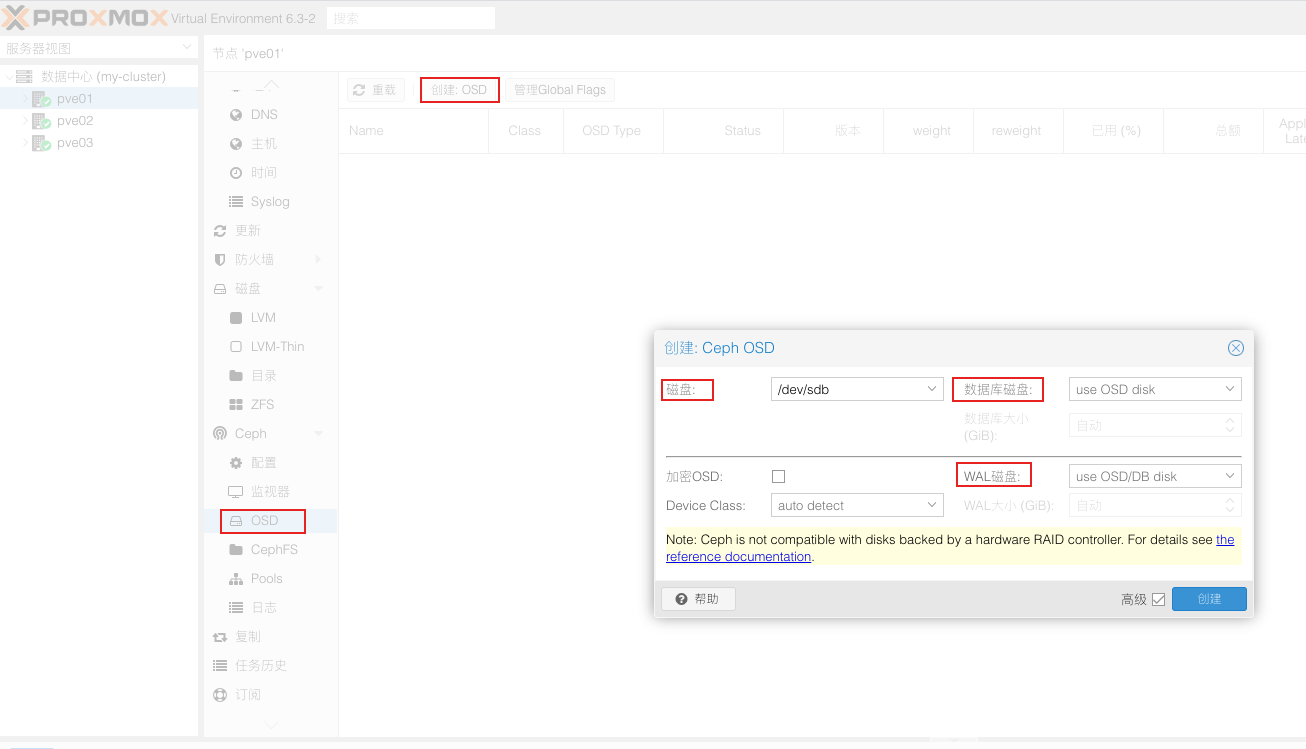 PROXMOX Virtual Environment 6.3-2 搜索
服务器视图
数据中心 (my-cluster)
pve01
pve02
pve03
节点 'pve01'
DNS
主机
时间
Syslog
更新
防火墙
磁盘
LVM
LVM-Thin
目录
ZFS
Ceph
配置
监视器
OSD
CephFS
Pools
日志
复制
任务历史
订阅
重载 创建: OSD 管理Global Flags
Name Class OSD Type Status 版本 weight reweight 已用 (%) 总额
创建: Ceph OSD
磁盘: /dev/sdb 数据库磁盘: use OSD disk
数据库大小
(GiB): 自动
加密OSD: WAL磁盘: use OSD/DB disk
Device Class: auto detect WAL大小 (GiB): 自动
Note: Ceph is not compatible with disks backed by a hardware RAID controller. For details see the
reference documentation.
帮助 高级 创建